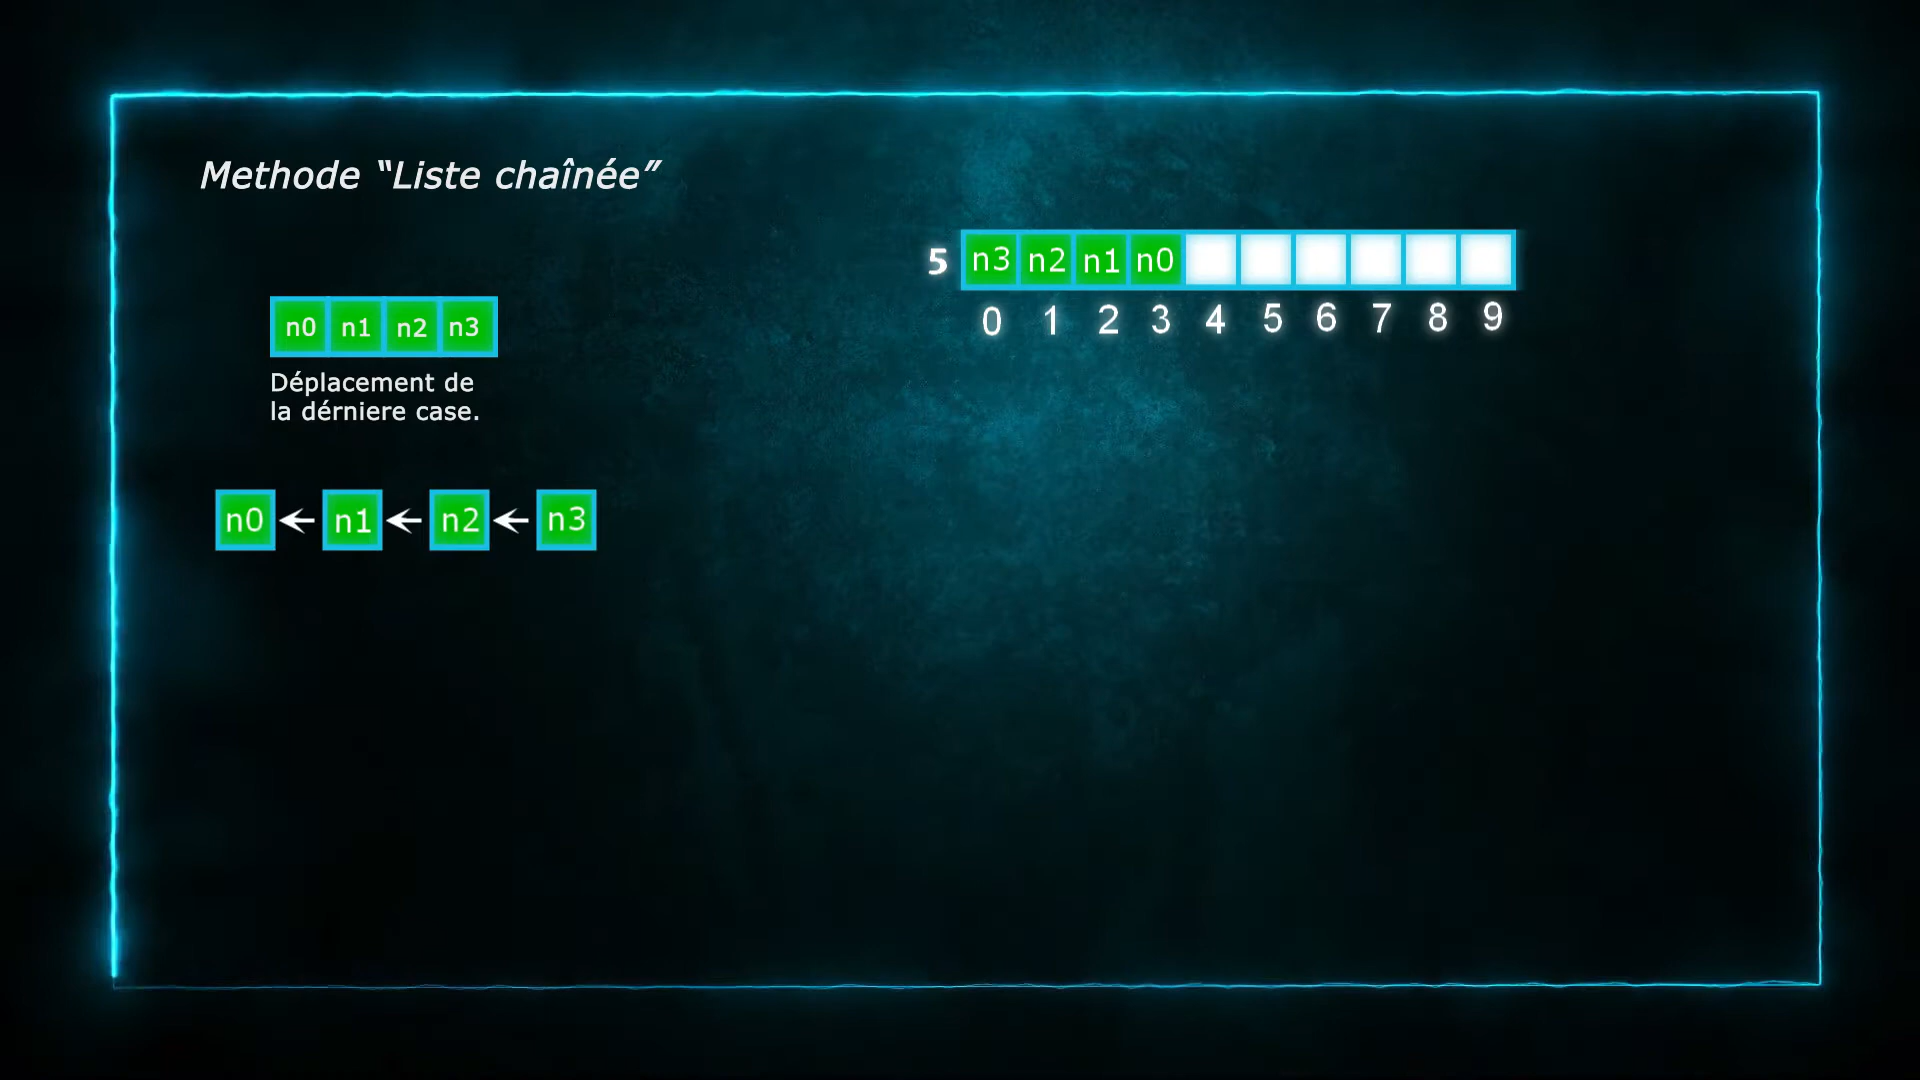 Methode “Liste chaînée”
5 n3 n2 n1 n0
0 1 2 3 4 5 6 7 8 9
n0 n1 n2 n3
Déplacement de
la dérniere case.
n0 n1 n2 n3